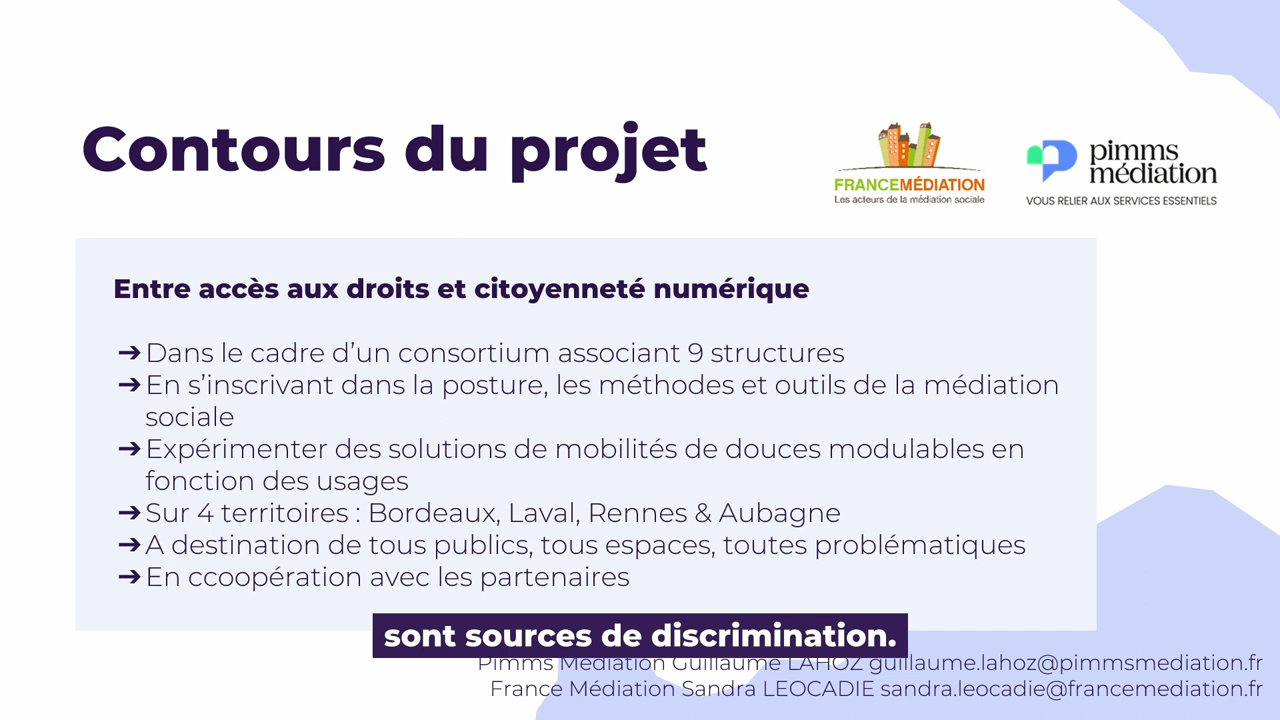 Contours du projet
FRANCEMÉDIATION
Les acteurs de la médiation sociale
pimms
médiation
VOUS RELIER AUX SERVICES ESSENTIELS
Entre accès aux droits et citoyenneté numérique
➔ Dans le cadre d’un consortium associant 9 structures
➔ En s’inscrivant dans la posture, les méthodes et outils de la médiation
sociale
➔ Expérimenter des solutions de mobilités de douces modulables en
fonction des usages
➔ Sur 4 territoires : Bordeaux, Laval, Rennes & Aubagne
➔ A destination de tous publics, tous espaces, toutes problématiques
➔ En ccoopération avec les partenaires
sont sources de discrimination.
Pimms Médiation Guillaume LAHOZ guillaume.lahoz@pimmsmediation.fr
France Médiation Sandra LEOCADIE sandra.leocadie@francemediation.fr